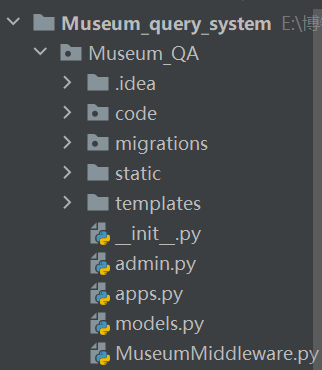 Museum_query_system E:\博
Museum_QA
.idea
code
migrations
static
templates
__init__.py
admin.py
apps.py
models.py
MuseumMiddleware.py